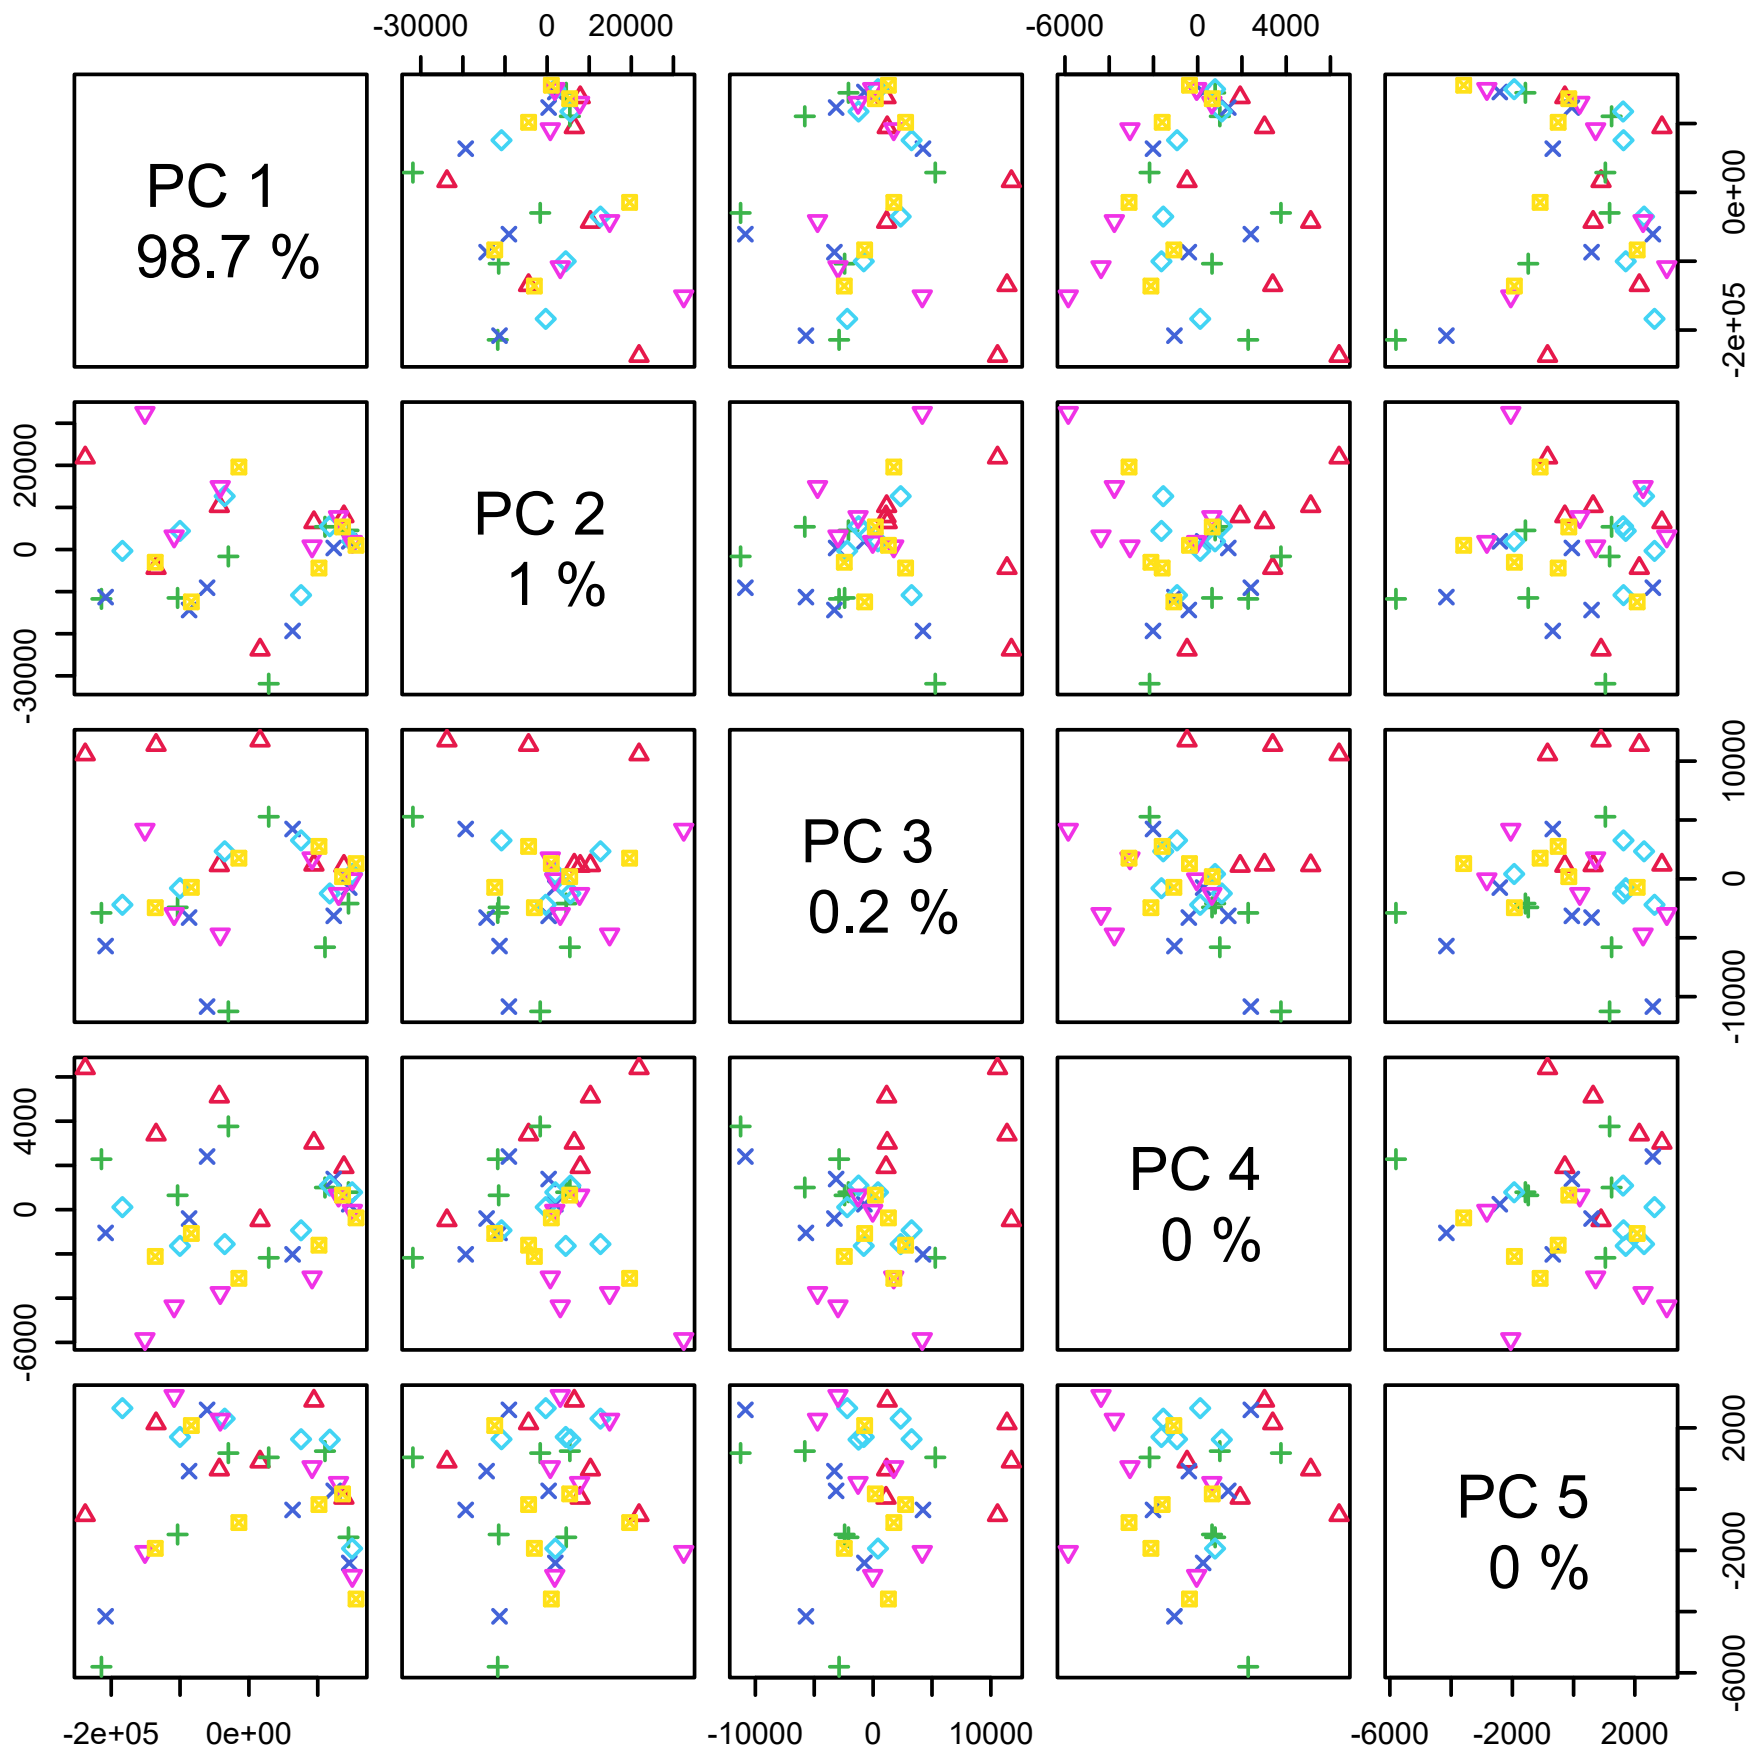 -30000 0 20000 -6000 0 4000
PC 1
98.7 %
0e+00
-2e+05
20000
0
-30000
PC 2
1 %
PC 3
0.2 %
10000
0
-10000
4000
0
-6000
PC 4
0 %
PC 5
0 %
2000
-2000
-6000
-2e+05 0e+00 -10000 0 10000 -6000 -2000 2000